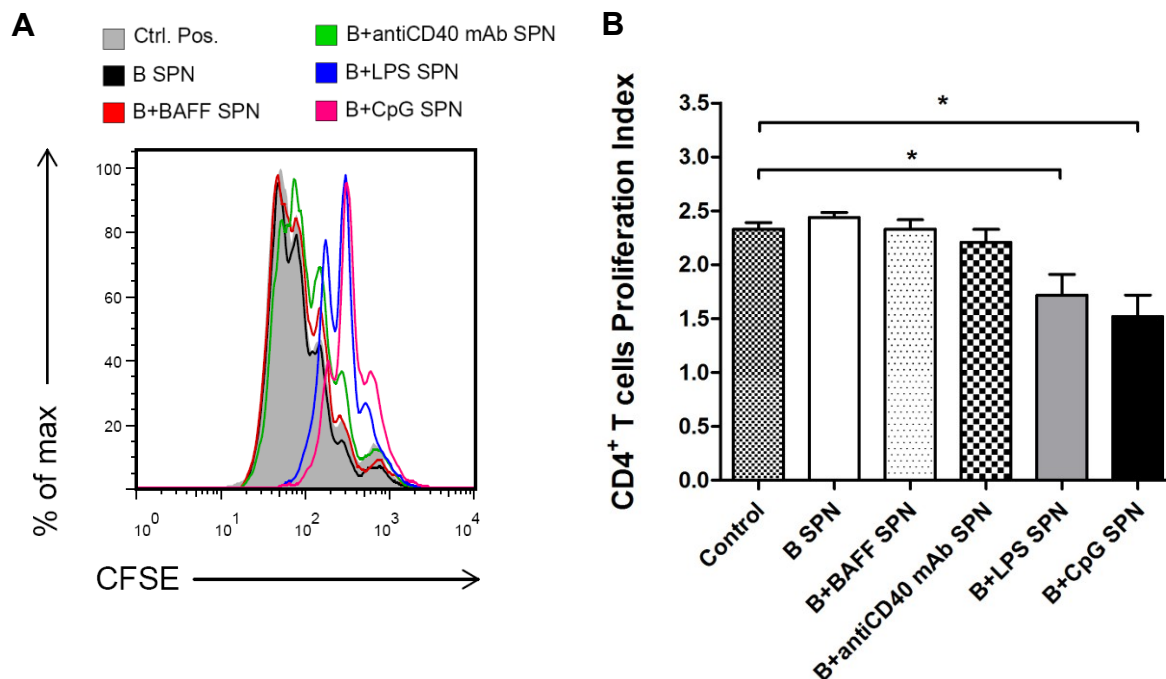 A
Ctrl. Pos.
B SPN
B+BAFF SPN
B+antiCD40 mAb SPN
B+LPS SPN
B+CpG SPN
% of max
100
80
60
40
20
10^0 10^1 10^2 10^3 10^4
CFSE
B
CD4^+ T cells Proliferation Index
3.5
3.0
2.5
2.0
1.5
1.0
0.5
0.0
*
*
Control
B SPN
B+BAFF SPN
B+antiCD40 mAb SPN
B+LPS SPN
B+CpG SPN